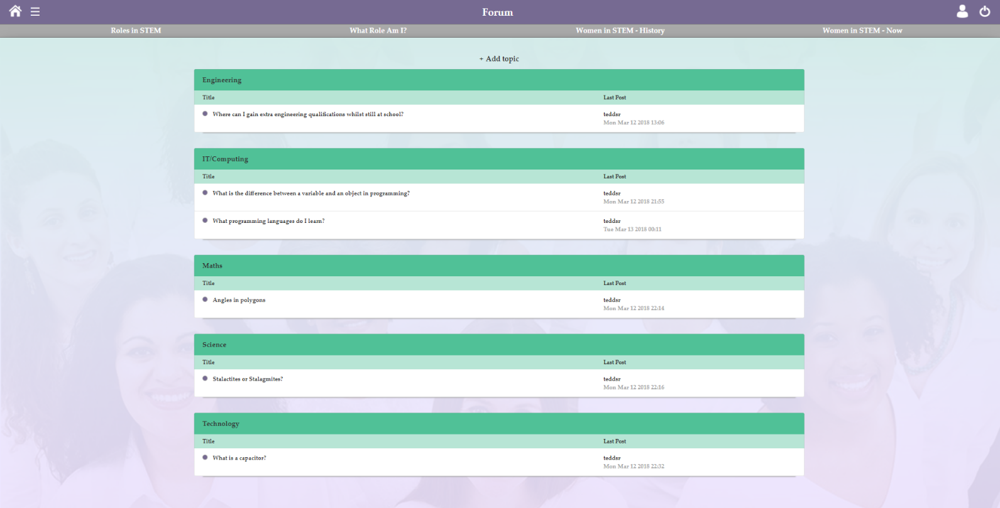 Forum
Roles in STEM What Role Am I? Women in STEM - History Women in STEM - Now
+ Add topic
Engineering
Title Last Post
Where can I gain extra engineering qualifications whilst still at school? teddsr
Mon Mar 12 2018 13:06
IT/Computing
Title Last Post
What is the difference between a variable and an object in programming? teddsr
Mon Mar 12 2018 21:55
What programming languages do I learn? teddsr
Tue Mar 13 2018 00:11
Maths
Title Last Post
Angles in polygons teddsr
Mon Mar 12 2018 22:14
Science
Title Last Post
Stalactites or Stalagmites? teddsr
Mon Mar 12 2018 22:16
Technology
Title Last Post
What is a capacitor? teddsr
Mon Mar 12 2018 22:32